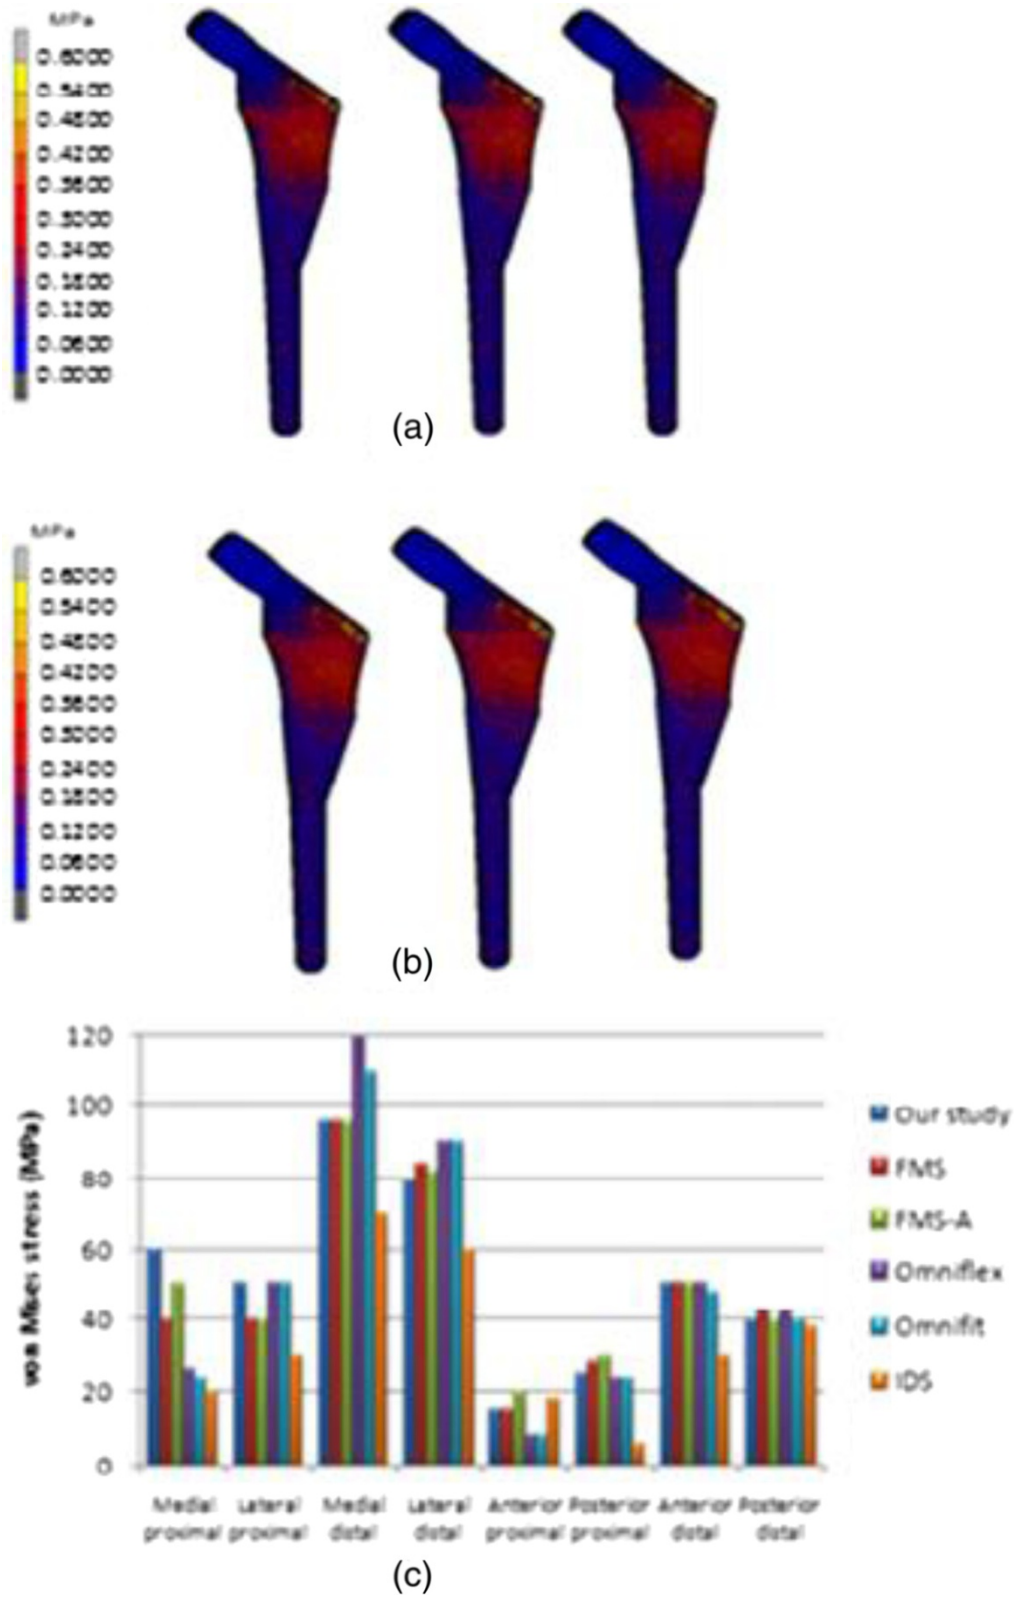 MPa
0.6000
0.5400
0.4800
0.4200
0.3600
0.3000
0.2400
0.1800
0.1200
0.0600
0.0000
(a)
MPa
0.6000
0.5400
0.4800
0.4200
0.3600
0.3000
0.2400
0.1800
0.1200
0.0600
0.0000
(b)
von Mises stress (MPa)
120
100
80
60
40
20
0
Medial proximal
Lateral proximal
Medial distal
Lateral distal
Anterior proximal
Posterior proximal
Anterior distal
Posterior distal
Our study
FMS
FMS-A
Omniflex
Omnifit
IDS
(c)